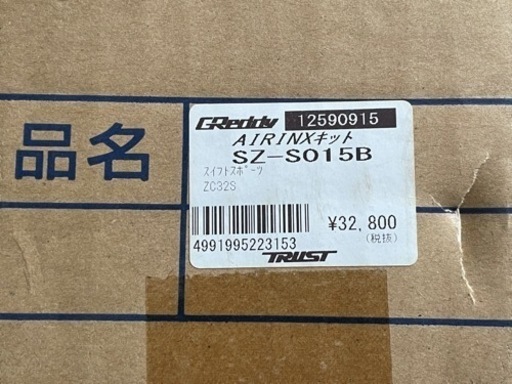 品名
GReddy 12590915
AIRINXキット
SZ-S015B
スイフトスポーツ
ZC32S
¥32,800
(税抜)
4991995223153
TRUST